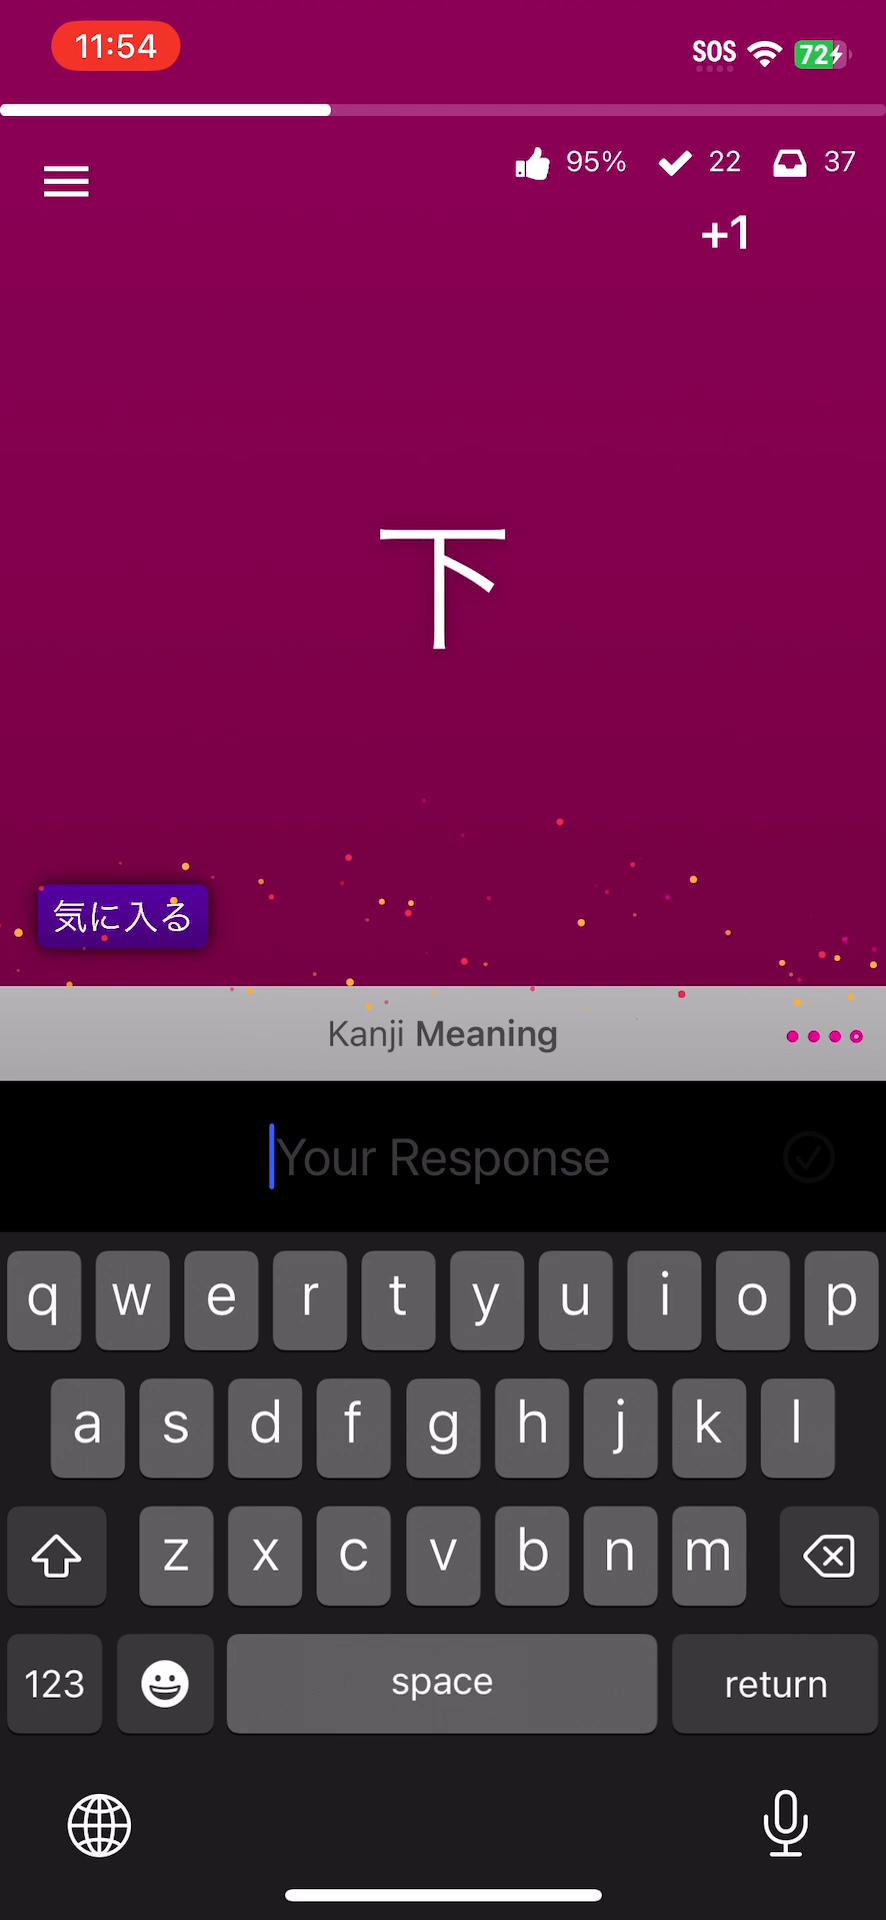 11:54
SOS
72
95%
22
37
+1
下
気に入る
Kanji Meaning
Your Response
q w e r t y u i o p
a s d f g h j k l
z x c v b n m
123
space
return